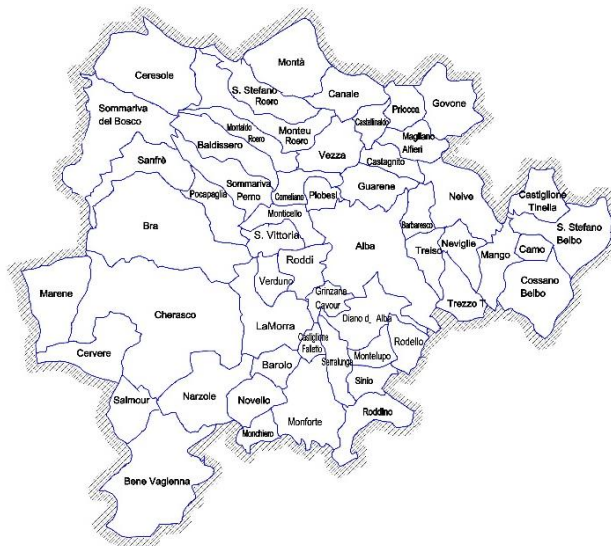 Montà
Ceresole
S. Stefano
Roero
Canale
Govone
Priocca
Sommariva
del Bosco
Castellinaldo
Montaldo
Roero
Monteu
Roero
Magliano
Alfieri
Baldissero
Vezza
Sanfrè
Castagnito
Sommariva
Perno
Guarene
Pocapaglia
Corneliano
Piobes
Neive
Castiglione
Tinella
Monticello
Bra
Barbaresco
S. Stefano
Belbo
S. Vittoria
Alba
Neviglie
Treiso
Mango
Camo
Roddi
Cossano
Belbo
Verduno
Marene
Grinzane
Cavour
Trezzo T.
Cherasco
Diano d. Alba
LaMorra
Castiglione
Falletto
Rodello
Cervere
Serralunga
Montelupo
Barolo
Sinio
Salmour
Narzole
Novello
Monforte
Roddino
Monchiero
Bene Vagienna